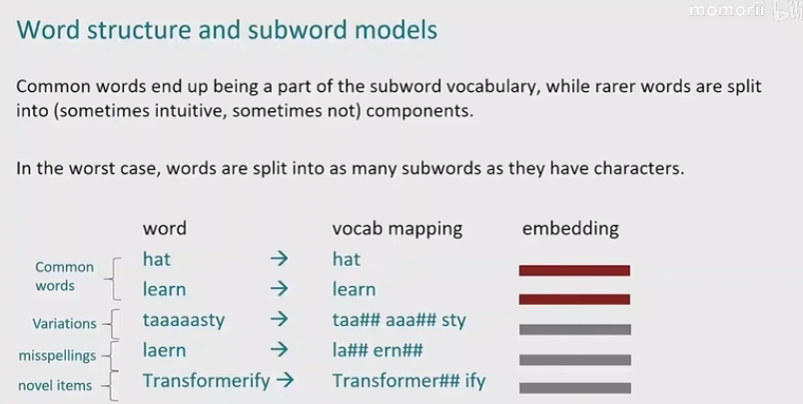 momorii bili
Word structure and subword models
Common words end up being a part of the subword vocabulary, while rarer words are split
into (sometimes intuitive, sometimes not) components.
In the worst case, words are split into as many subwords as they have characters.
word vocab mapping embedding
Common
words
hat → hat
learn → learn
Variations taaaaasty → taa## aaa## sty
misspellings laern → la## ern##
novel items Transformerify → Transformer## ify